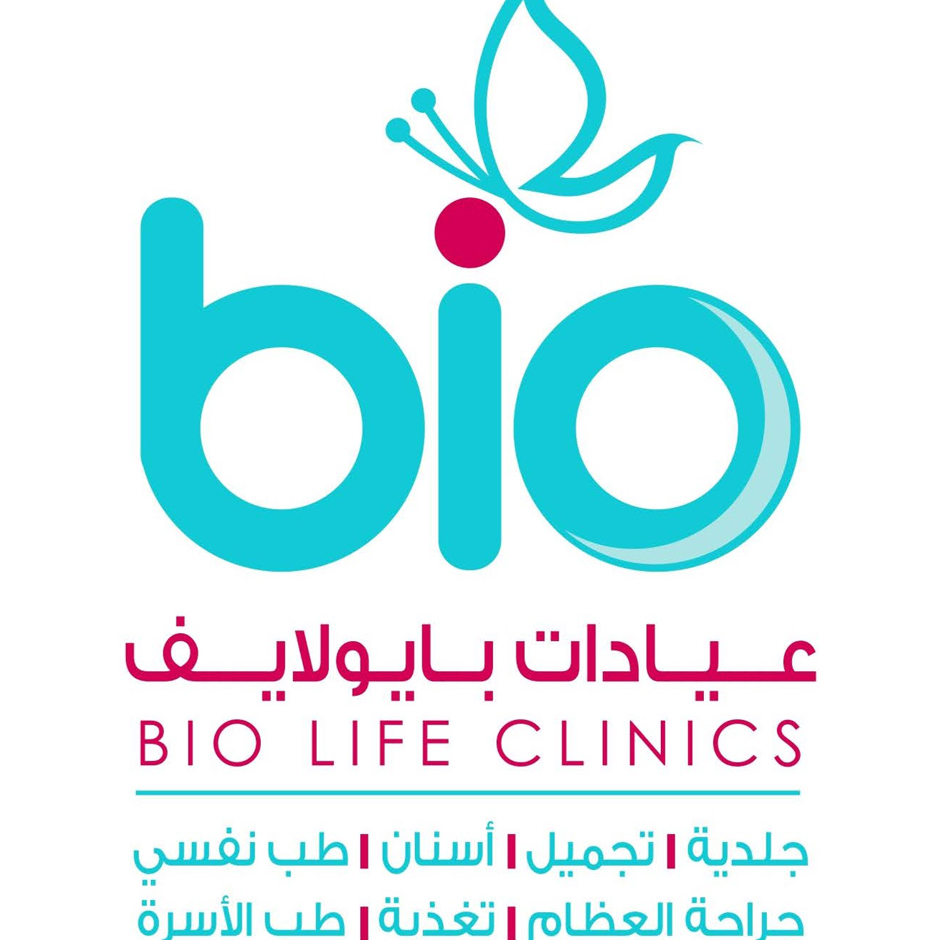 bio
عيادات بايولايف
BIO LIFE CLINICS
جلدية | تجميل | أسنان | طب نفسي
جراحة العظام | تغذية | طب الأسرة